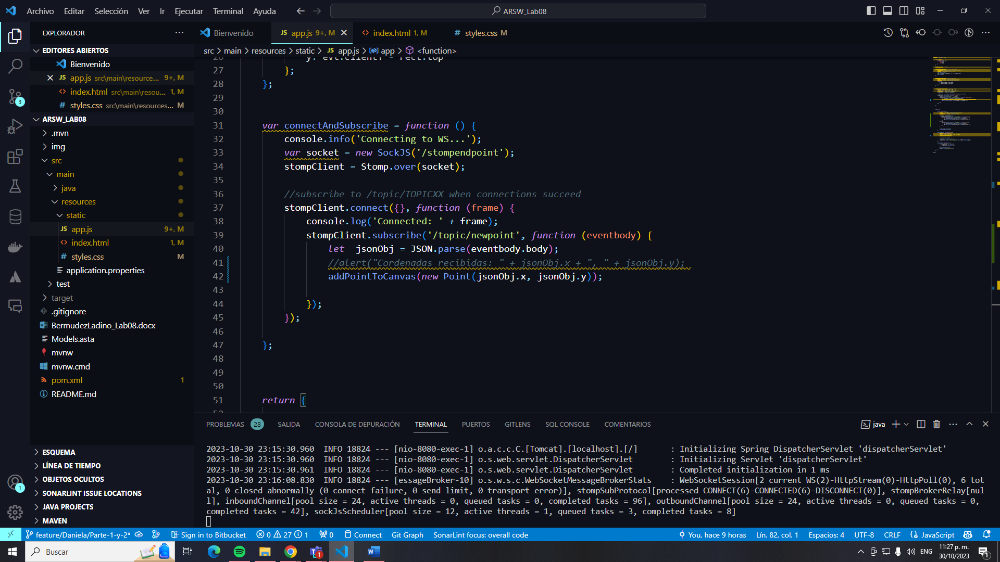 Archivo Editar Selección Ver Ir Ejecutar Terminal Ayuda ARSW_Lab08
EXPLORADOR
EDITORES ABIERTOS
Bienvenido
app.js src\main\resource... 9+, M
index.html src\main\resou... 1, M
styles.css src\main\resources... M
ARSW_LAB08
.mvn
img
src
main
java
resources
static
app.js 9+, M
index.html 1, M
styles.css M
application.properties
test
target
.gitignore
BermudezLadino_Lab08.docx
Models.asta
mvnw
mvnw.cmd
pom.xml 1
README.md
ESQUEMA
LÍNEA DE TIEMPO
OBJETOS OCULTOS
SONARLINT ISSUE LOCATIONS
JAVA PROJECTS
MAVEN
3
1
Bienvenido JS app.js 9+, M index.html 1, M # styles.css M
src > main > resources > static > JS app.js > app > <function>
26 y: evt.clientY - rect.top
27 };
28 };
29
30
31 var connectAndSubscribe = function () {
32 console.info('Connecting to WS...');
33 var socket = new SockJS('/stompendpoint');
34 stompClient = Stomp.over(socket);
35
36 //subscribe to /topic/TOPICXX when connections succeed
37 stompClient.connect({}, function (frame) {
38 console.log('Connected: ' + frame);
39 stompClient.subscribe('/topic/newpoint', function (eventbody) {
40 let  jsonObj = JSON.parse(eventbody.body);
41 //alert("Cordenadas recibidas: " + jsonObj.x + ", " + jsonObj.y);
42 addPointToCanvas(new Point(jsonObj.x, jsonObj.y));
43
44 });
45 });
46
47 };
48
49
50
51 return {
PROBLEMAS 28 SALIDA CONSOLA DE DEPURACIÓN TERMINAL PUERTOS GITLENS SQL CONSOLE COMENTARIOS java
2023-10-30 23:15:30.960  INFO 18824 --- [nio-8080-exec-1] o.a.c.c.C.[Tomcat].[localhost].[/]       : Initializing Spring DispatcherServlet 'dispatcherServlet'
2023-10-30 23:15:30.960  INFO 18824 --- [nio-8080-exec-1] o.s.web.servlet.DispatcherServlet        : Initializing Servlet 'dispatcherServlet'
2023-10-30 23:15:30.961  INFO 18824 --- [nio-8080-exec-1] o.s.web.servlet.DispatcherServlet        : Completed initialization in 1 ms
2023-10-30 23:16:08.830  INFO 18824 --- [essageBroker-10] o.s.w.s.c.WebSocketMessageBrokerStats    : WebSocketSession[2 current WS(2)-HttpStream(0)-HttpPoll(0), 6 tot
al, 0 closed abnormally (0 connect failure, 0 send limit, 0 transport error)], stompSubProtocol[processed CONNECT(6)-CONNECTED(6)-DISCONNECT(0)], stompBrokerRelay[nul
l], inboundChannel[pool size = 24, active threads = 0, queued tasks = 0, completed tasks = 96], outboundChannel[pool size = 24, active threads = 0, queued tasks = 0,
completed tasks = 42], sockJsScheduler[pool size = 12, active threads = 1, queued tasks = 3, completed tasks = 8]
feature/Daniela/Parte-1-y-2* Sign in to Bitbucket 0 27 1 0 Connect Git Graph SonarLint focus: overall code You, hace 9 horas Lín. 82, col. 1 Espacios: 4 UTF-8 CRLF JavaScript
Buscar 1 ENG 11:27 p. m.
30/10/2023 1